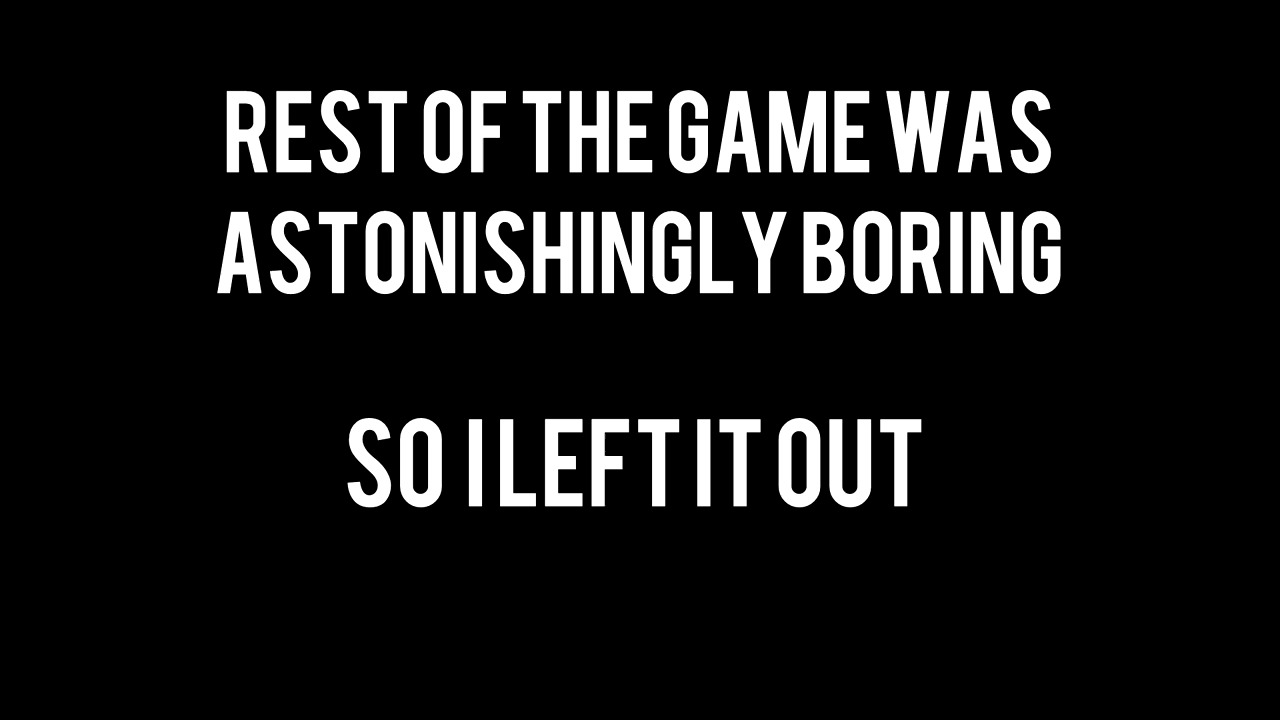 REST OF THE GAME WAS
ASTONISHINGLY BORING
SO I LEFT IT OUT